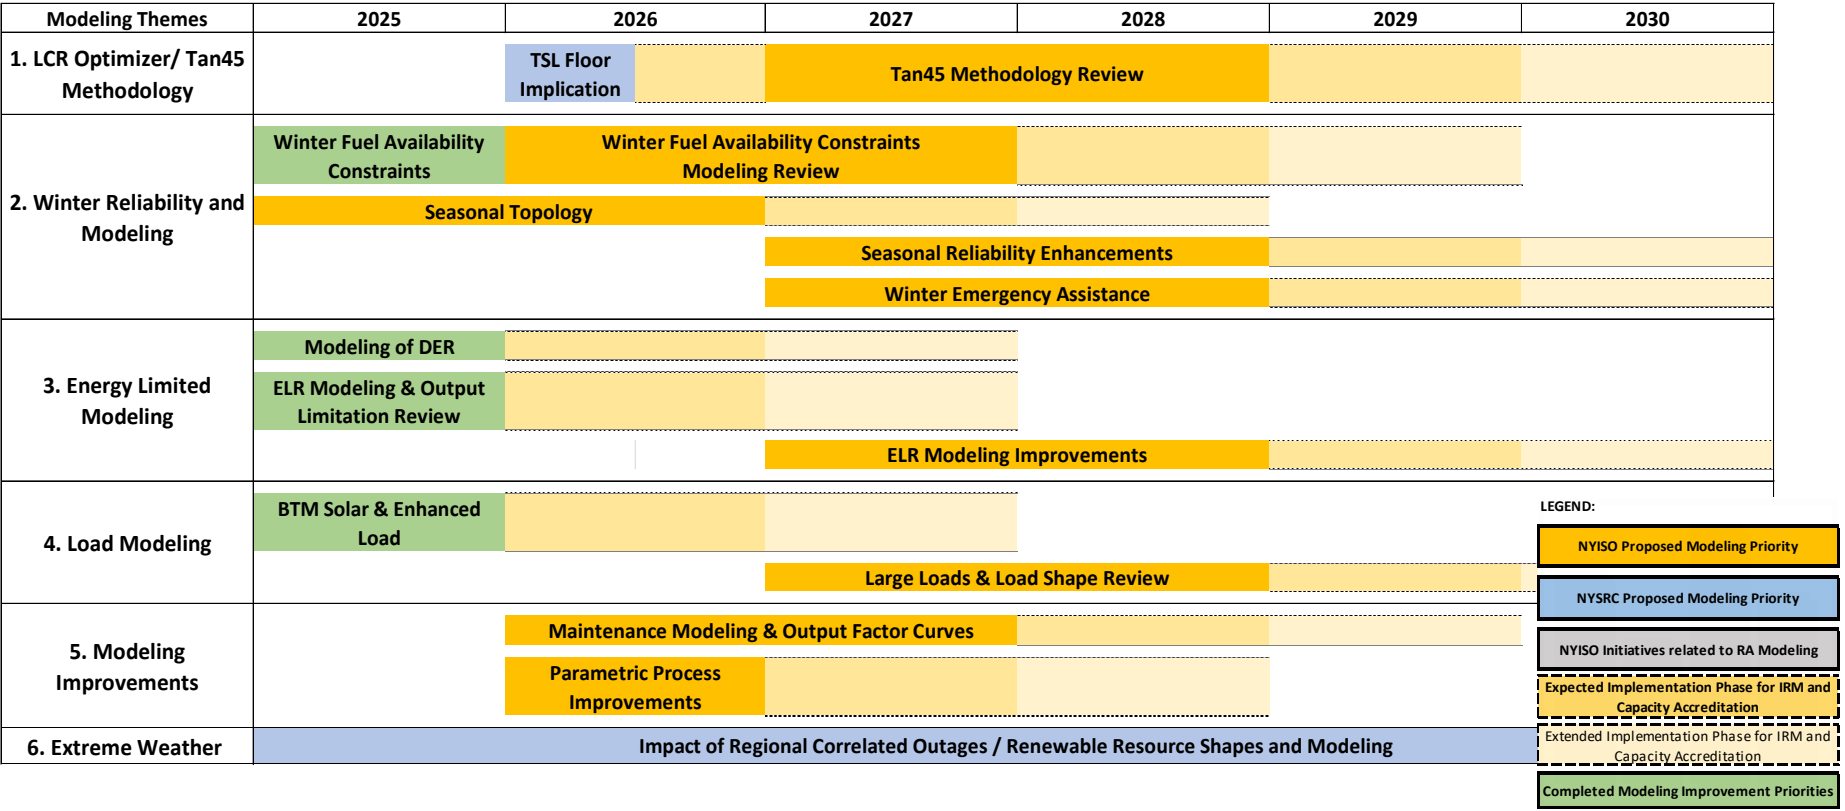 Modeling Themes
2025
2026
2027
2028
2029
2030
1. LCR Optimizer/ Tan45
Methodology
TSL Floor
Implication
Tan45 Methodology Review
2. Winter Reliability and
Modeling
Winter Fuel Availability
Constraints
Winter Fuel Availability Constraints
Modeling Review
Seasonal Topology
Seasonal Reliability Enhancements
Winter Emergency Assistance
3. Energy Limited
Modeling
Modeling of DER
ELR Modeling & Output
Limitation Review
ELR Modeling Improvements
4. Load Modeling
BTM Solar & Enhanced
Load
Large Loads & Load Shape Review
5. Modeling
Improvements
Maintenance Modeling & Output Factor Curves
Parametric Process
Improvements
6. Extreme Weather
Impact of Regional Correlated Outages / Renewable Resource Shapes and Modeling
LEGEND:
NYISO Proposed Modeling Priority
NYSRC Proposed Modeling Priority
NYISO Initiatives related to RA Modeling
Expected Implementation Phase for IRM and
Capacity Accreditation
Extended Implementation Phase for IRM and
Capacity Accreditation
Completed Modeling Improvement Priorities